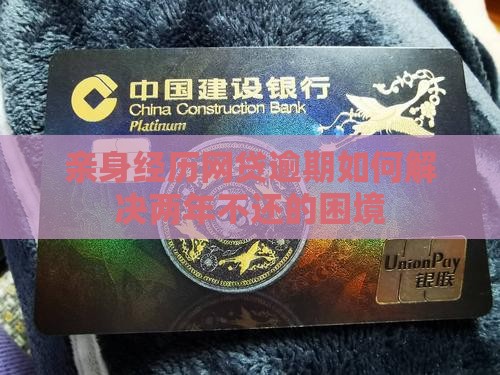 中国建设银行
China Construction Bank
Platinum
亲身经历网贷逾期如何解
决两年不还的困境
UnionPay
银联